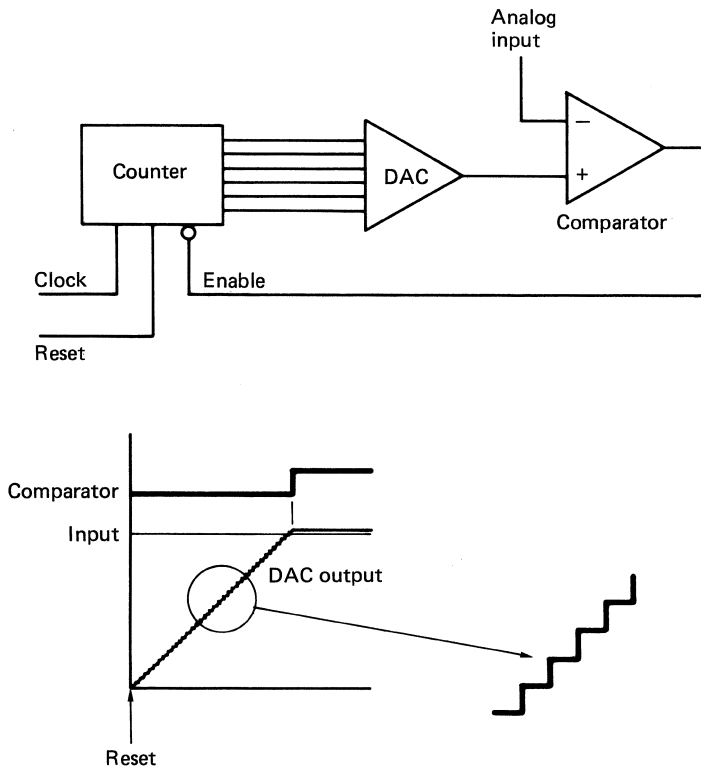 Analog
input
−
Counter
DAC
+
Comparator
Clock
Enable
Reset
Comparator
Input
DAC output
Reset